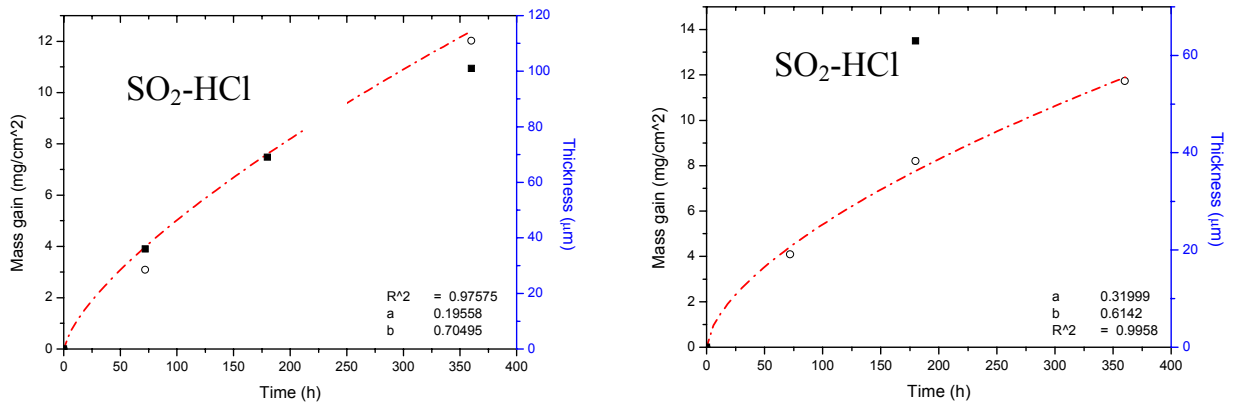 12
10
8
6
4
2
0
Mass gain (mg/cm^2)
SO2-HCl
R^2 = 0.97575
a 0.19558
b 0.70495
120
100
80
60
40
20
0
Thickness (μm)
0 50 100 150 200 250 300 350 400
Time (h)
14
12
10
8
6
4
2
0
Mass gain (mg/cm^2)
SO2-HCl
a 0.31999
b 0.6142
R^2 = 0.9958
60
40
20
0
Thickness (μm)
0 50 100 150 200 250 300 350 400
Time (h)